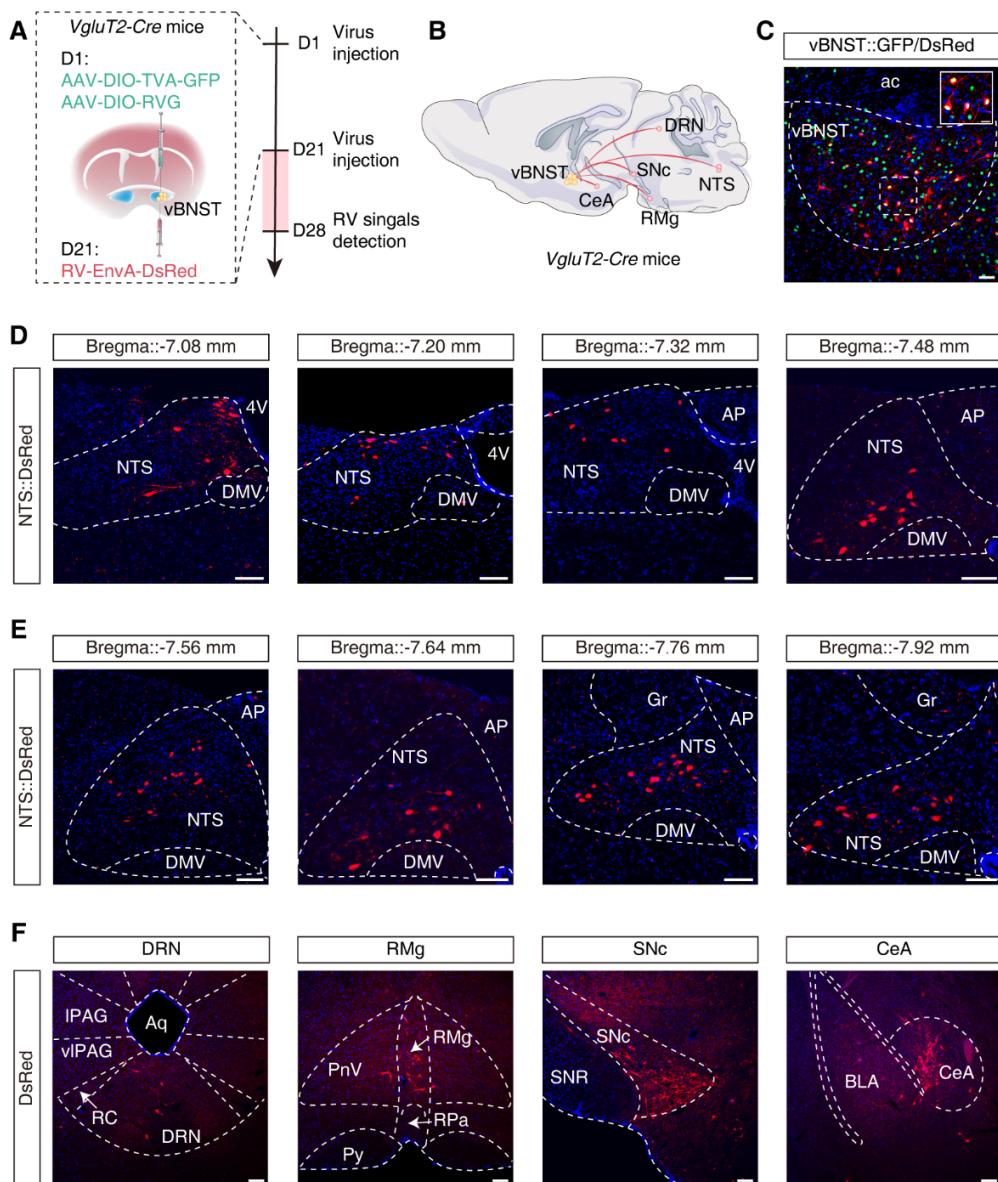 A
VgluT2-Cre mice
D1:
AAV-DIO-TVA-GFP
AAV-DIO-RVG
vBNST
D21:
RV-EnvA-DsRed
D1
Virus
injection
D21
Virus
injection
D28
RV singals
detection
B
DRN
vBNST
SNc
NTS
CeA
RMg
VgluT2-Cre mice
C
vBNST::GFP/DsRed
ac
vBNST
D
Bregma::-7.08 mm
Bregma::-7.20 mm
Bregma::-7.32 mm
Bregma::-7.48 mm
NTS::DsRed
4V
NTS
DMV
4V
NTS
DMV
AP
NTS
4V
DMV
AP
NTS
DMV
E
Bregma::-7.56 mm
Bregma::-7.64 mm
Bregma::-7.76 mm
Bregma::-7.92 mm
NTS::DsRed
AP
NTS
DMV
AP
NTS
DMV
Gr
AP
NTS
DMV
Gr
NTS
DMV
F
DRN
RMg
SNc
CeA
DsRed
lPAG
Aq
vlPAG
RC
DRN
RMg
PnV
RPa
Py
SNc
SNR
BLA
CeA